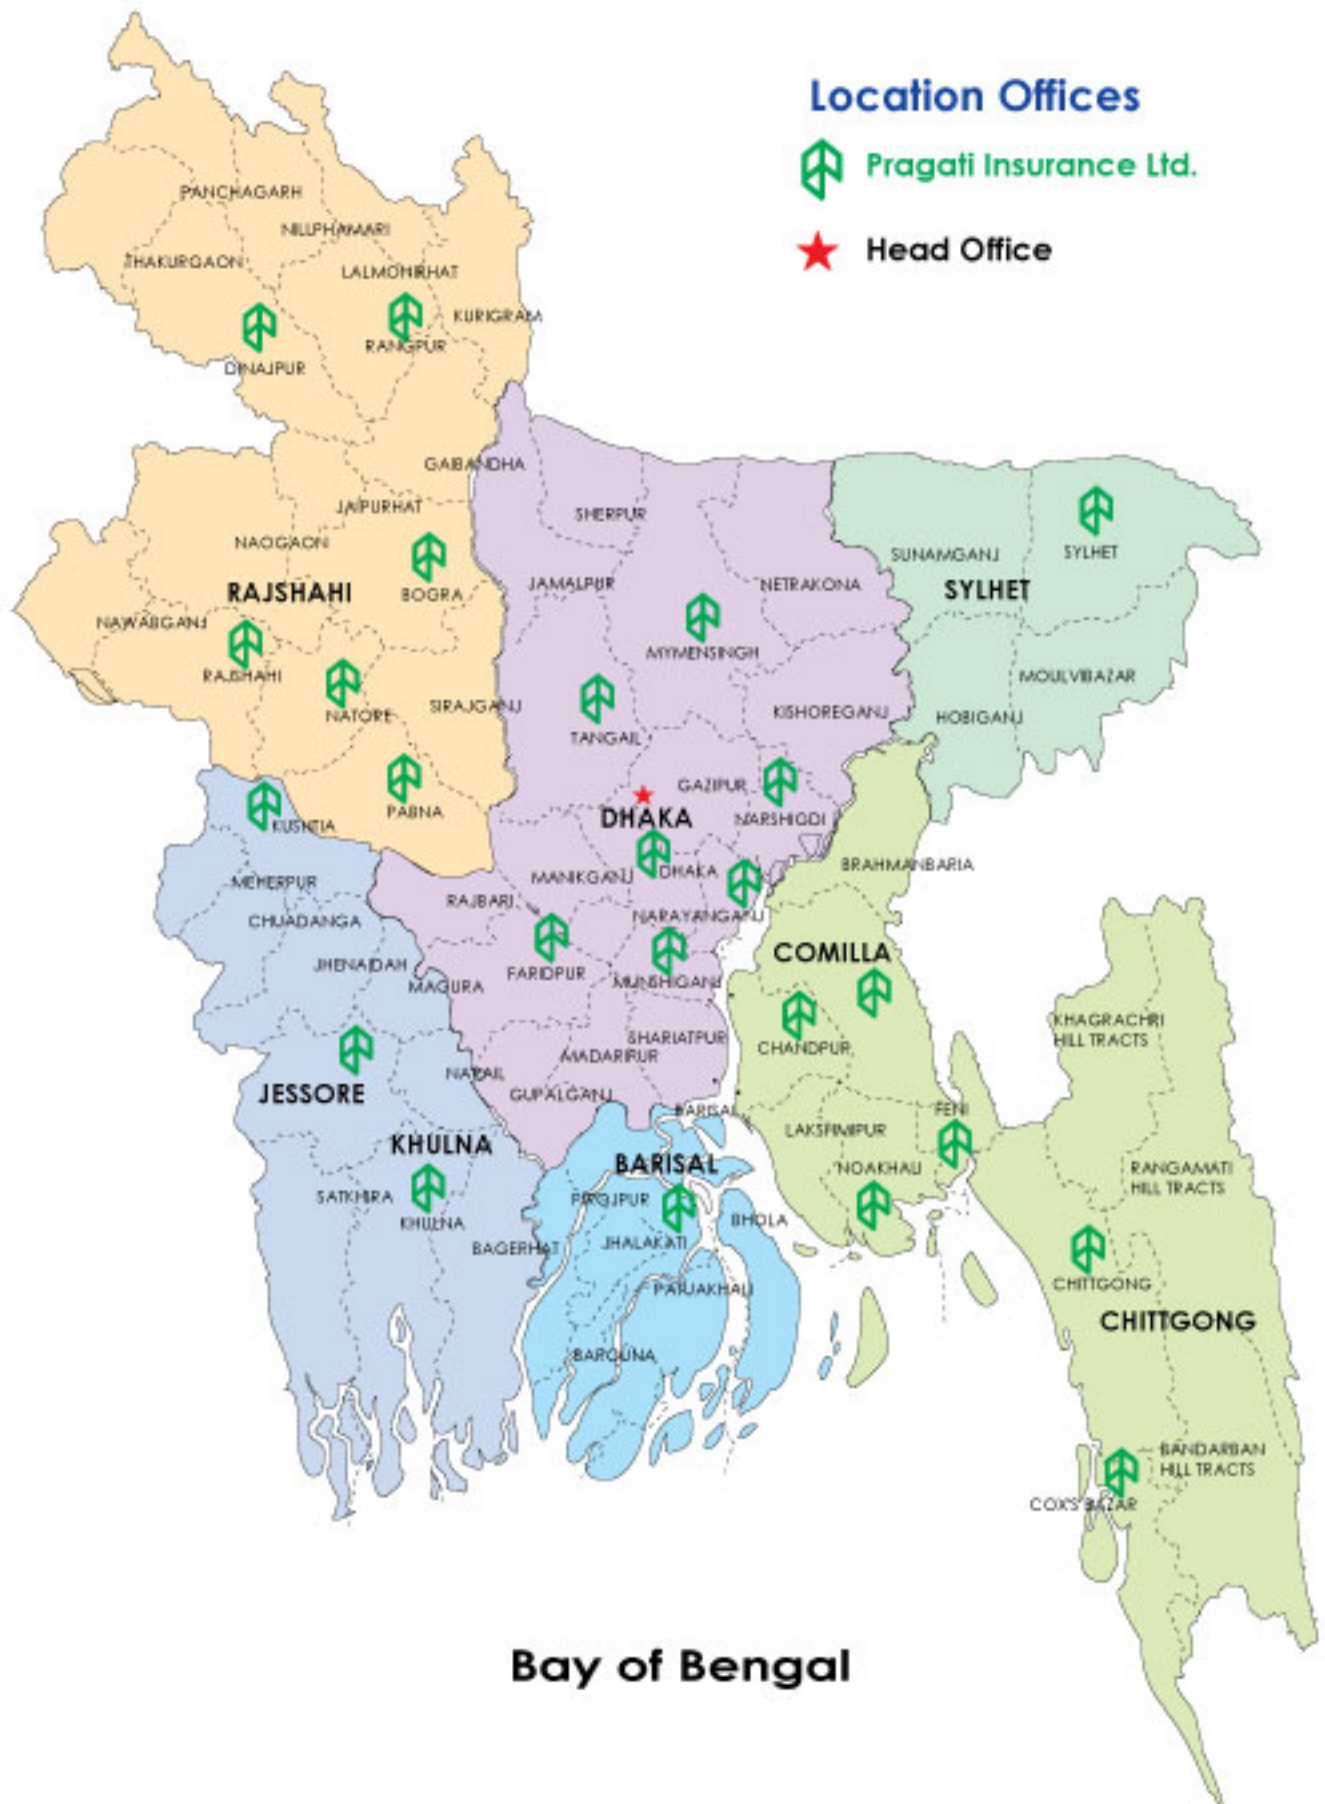 Location Offices
Pragati Insurance Ltd.
Head Office
PANCHAGARH
NILLPHAMARI
THAKURGAON
LALMONIRHAT
KURIGRAM
RANGPUR
DINAJPUR
GAIBANDHA
JAIPURHAT
NAOGAON
RAJSHAHI
BOGRA
NAWABGANJ
RAJSHAHI
NATORE
SIRAJGANJ
PABNA
SHERPUR
JAMALPUR
NETRAKONA
MYMENSINGH
KISHOREGANJ
TANGAIL
GAZIPUR
DHAKA
NARSHIGDI
MANIKGANJ
DHAKA
RAJBARI
NARAYANGANJ
FARIDPUR
MUNSHIGANJ
SHARIATPUR
MADARIPUR
GUPALGANJ
SUNAMGANJ
SYLHET
SYLHET
MOULVIBAZAR
HOBIGANJ
KUSHTIA
MEHERPUR
CHUADANGA
JHENAIDAH
MAGURA
NARAIL
JESSORE
KHULNA
SATKHIRA
KHULNA
BAGERHAT
BARISAL
BARISAL
PIROJPUR
BHOLA
JHALAKATI
BARGUNA
BRAHMANBARIA
COMILLA
CHANDPUR
FENI
NOAKHALI
KHAGRACHRI
HILL TRACTS
RANGAMATI
HILL TRACTS
CHITTGONG
CHITTGONG
BANDARBAN
HILL TRACTS
COX'S BAZAR
Bay of Bengal